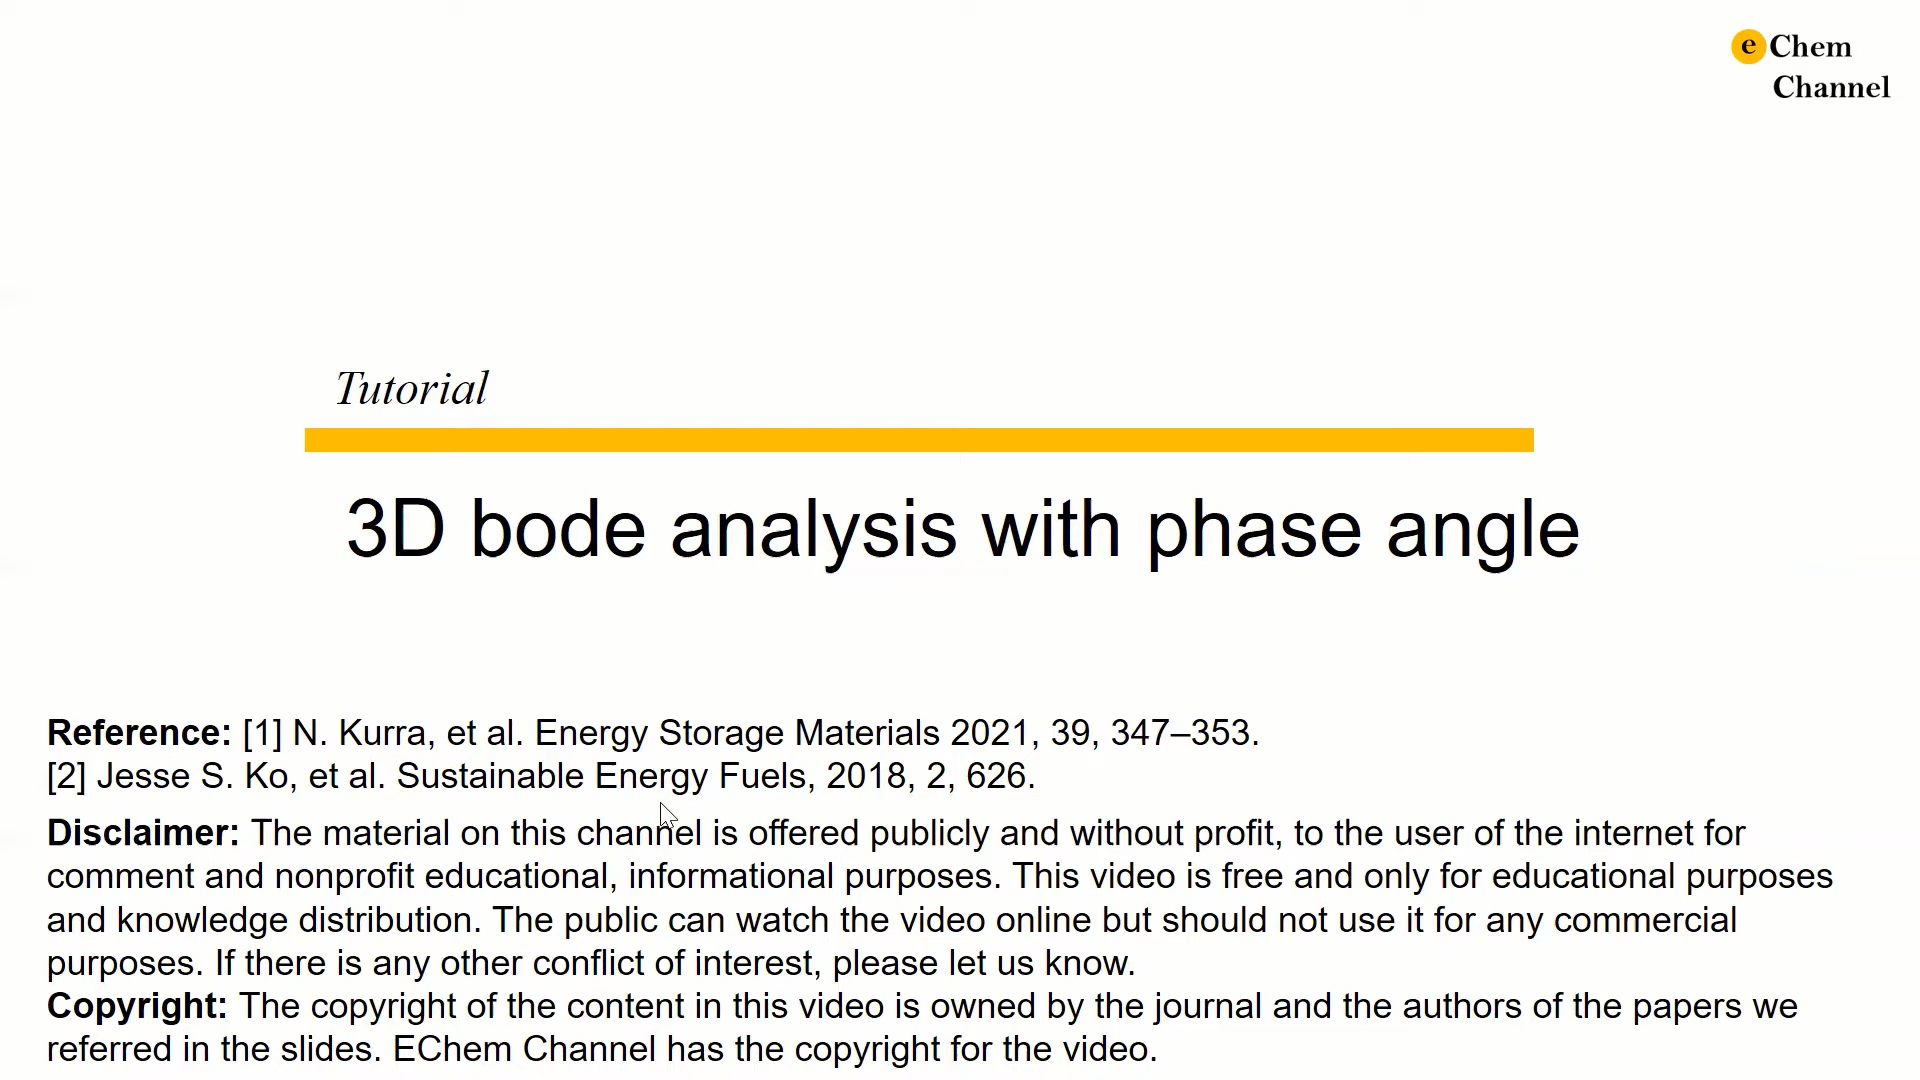 e Chem
Channel
Tutorial
3D bode analysis with phase angle
Reference: [1] N. Kurra, et al. Energy Storage Materials 2021, 39, 347–353.
[2] Jesse S. Ko, et al. Sustainable Energy Fuels, 2018, 2, 626.
Disclaimer: The material on this channel is offered publicly and without profit, to the user of the internet for
comment and nonprofit educational, informational purposes. This video is free and only for educational purposes
and knowledge distribution. The public can watch the video online but should not use it for any commercial
purposes. If there is any other conflict of interest, please let us know.
Copyright: The copyright of the content in this video is owned by the journal and the authors of the papers we
referred in the slides. EChem Channel has the copyright for the video.